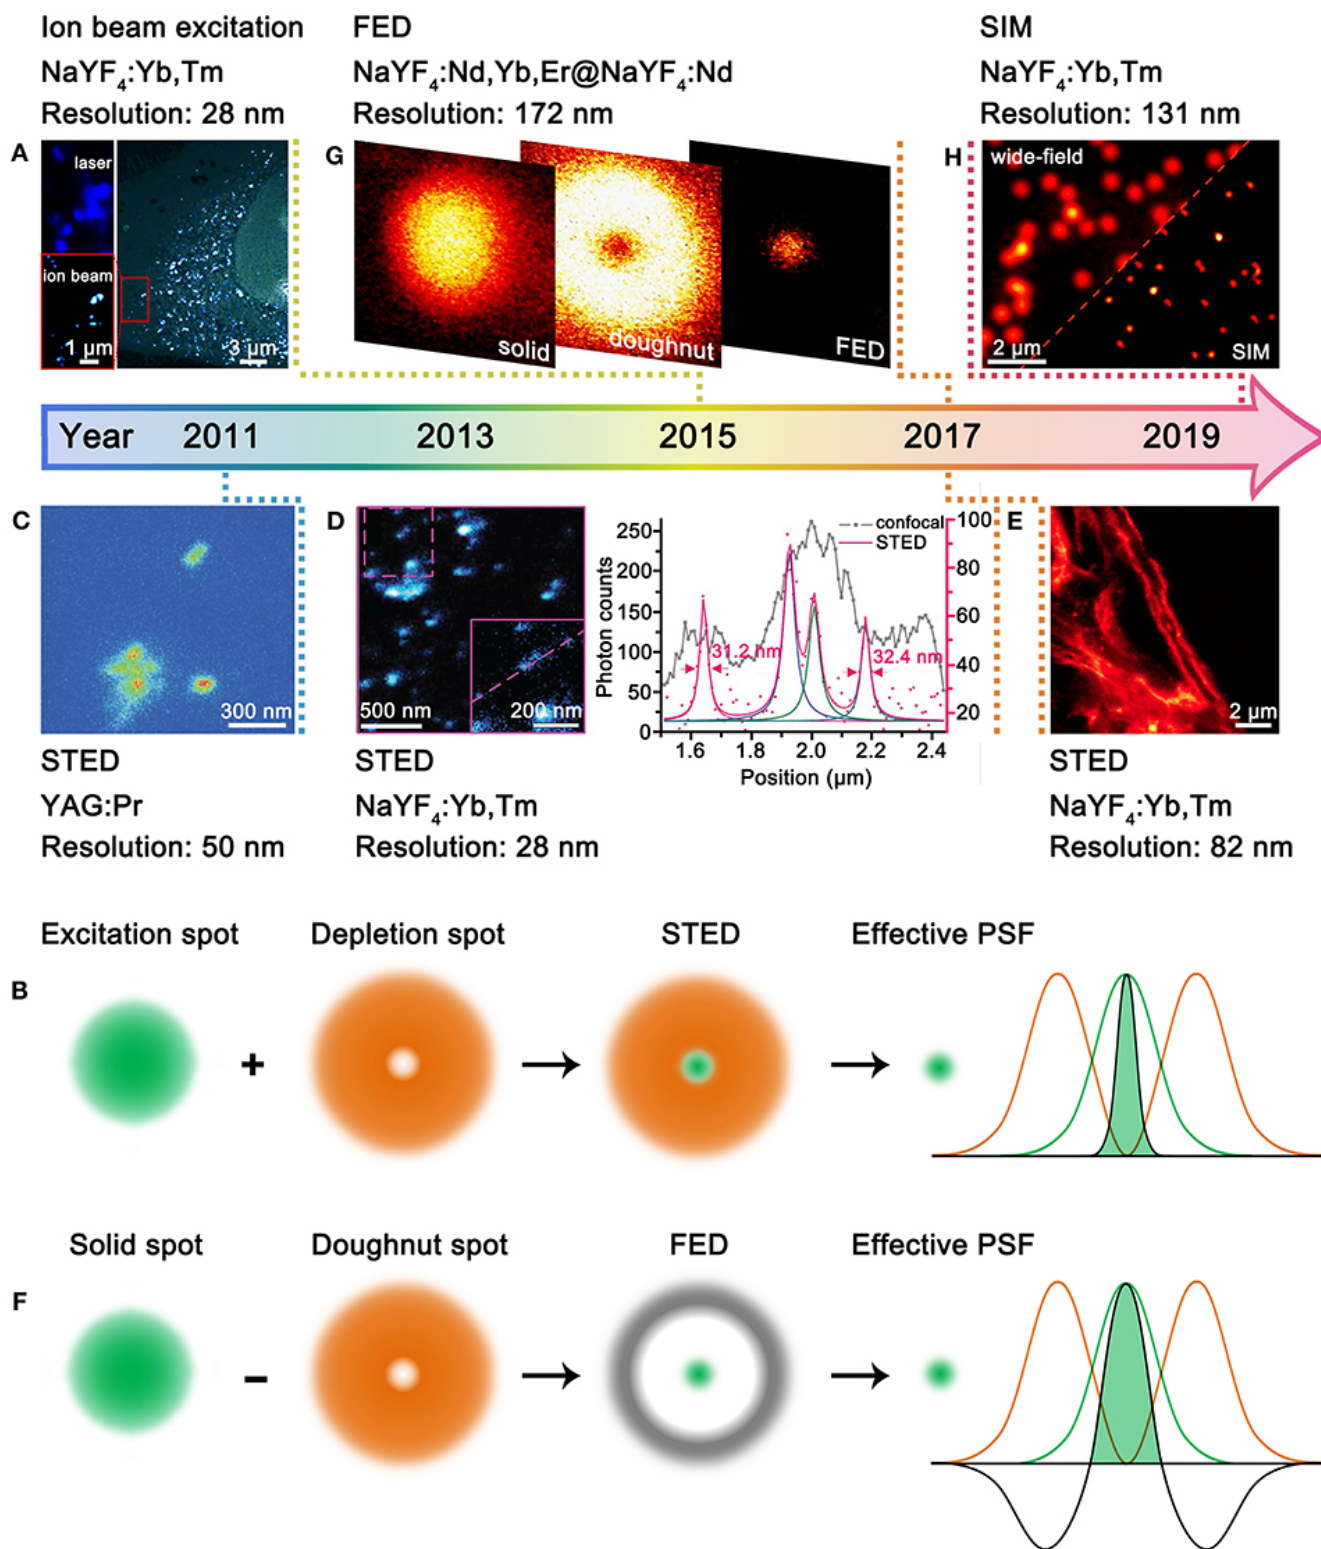 Ion beam excitation
NaYF₄:Yb,Tm
Resolution: 28 nm
FED
NaYF₄:Nd,Yb,Er@NaYF₄:Nd
Resolution: 172 nm
SIM
NaYF₄:Yb,Tm
Resolution: 131 nm
A
laser
ion beam
1 µm
3 µm
G
solid
doughnut
FED
H
wide-field
2 µm
SIM
Year 2011 2013 2015 2017 2019
C
300 nm
STED
YAG:Pr
Resolution: 50 nm
D
500 nm
200 nm
STED
NaYF₄:Yb,Tm
Resolution: 28 nm
Photon counts
250
200
150
100
50
0
confocal
STED
31.2 nm
32.4 nm
100
80
60
40
20
1.6 1.8 2.0 2.2 2.4
Position (µm)
E
2 µm
STED
NaYF₄:Yb,Tm
Resolution: 82 nm
Excitation spot Depletion spot STED Effective PSF
B
+
Solid spot Doughnut spot FED Effective PSF
F
–